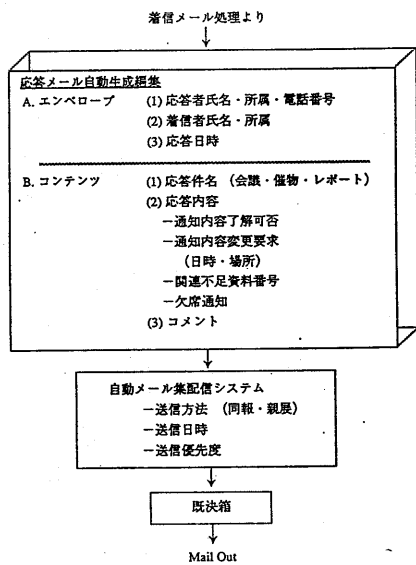 着信メール処理より
応答メール自動生成編集
A. エンベロープ (1) 応答者氏名・所属・電話番号
(2) 着信者氏名・所属
(3) 応答日時
B. コンテンツ (1) 応答件名 (会議・催物・レポート)
(2) 応答内容
－通知内容了解可否
－通知内容変更要求
(日時・場所)
－関連不足資料番号
－欠席通知
(3) コメント
自動メール集配信システム
－送信方法 (同報・親展)
－送信日時
－送信優先度
既決箱
Mail Out